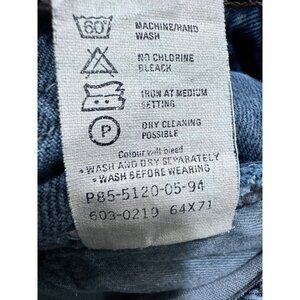 60°
MACHINE/HAND
WASH
NO CHLORINE
BLEACH
IRON AT MEDIUM
SETTING
P
DRY CLEANING
POSSIBLE
Colour will bleed
• WASH AND DRY SEPARATELY
• WASH BEFORE WEARING
P85-5120-05-94
603-0219 64X71